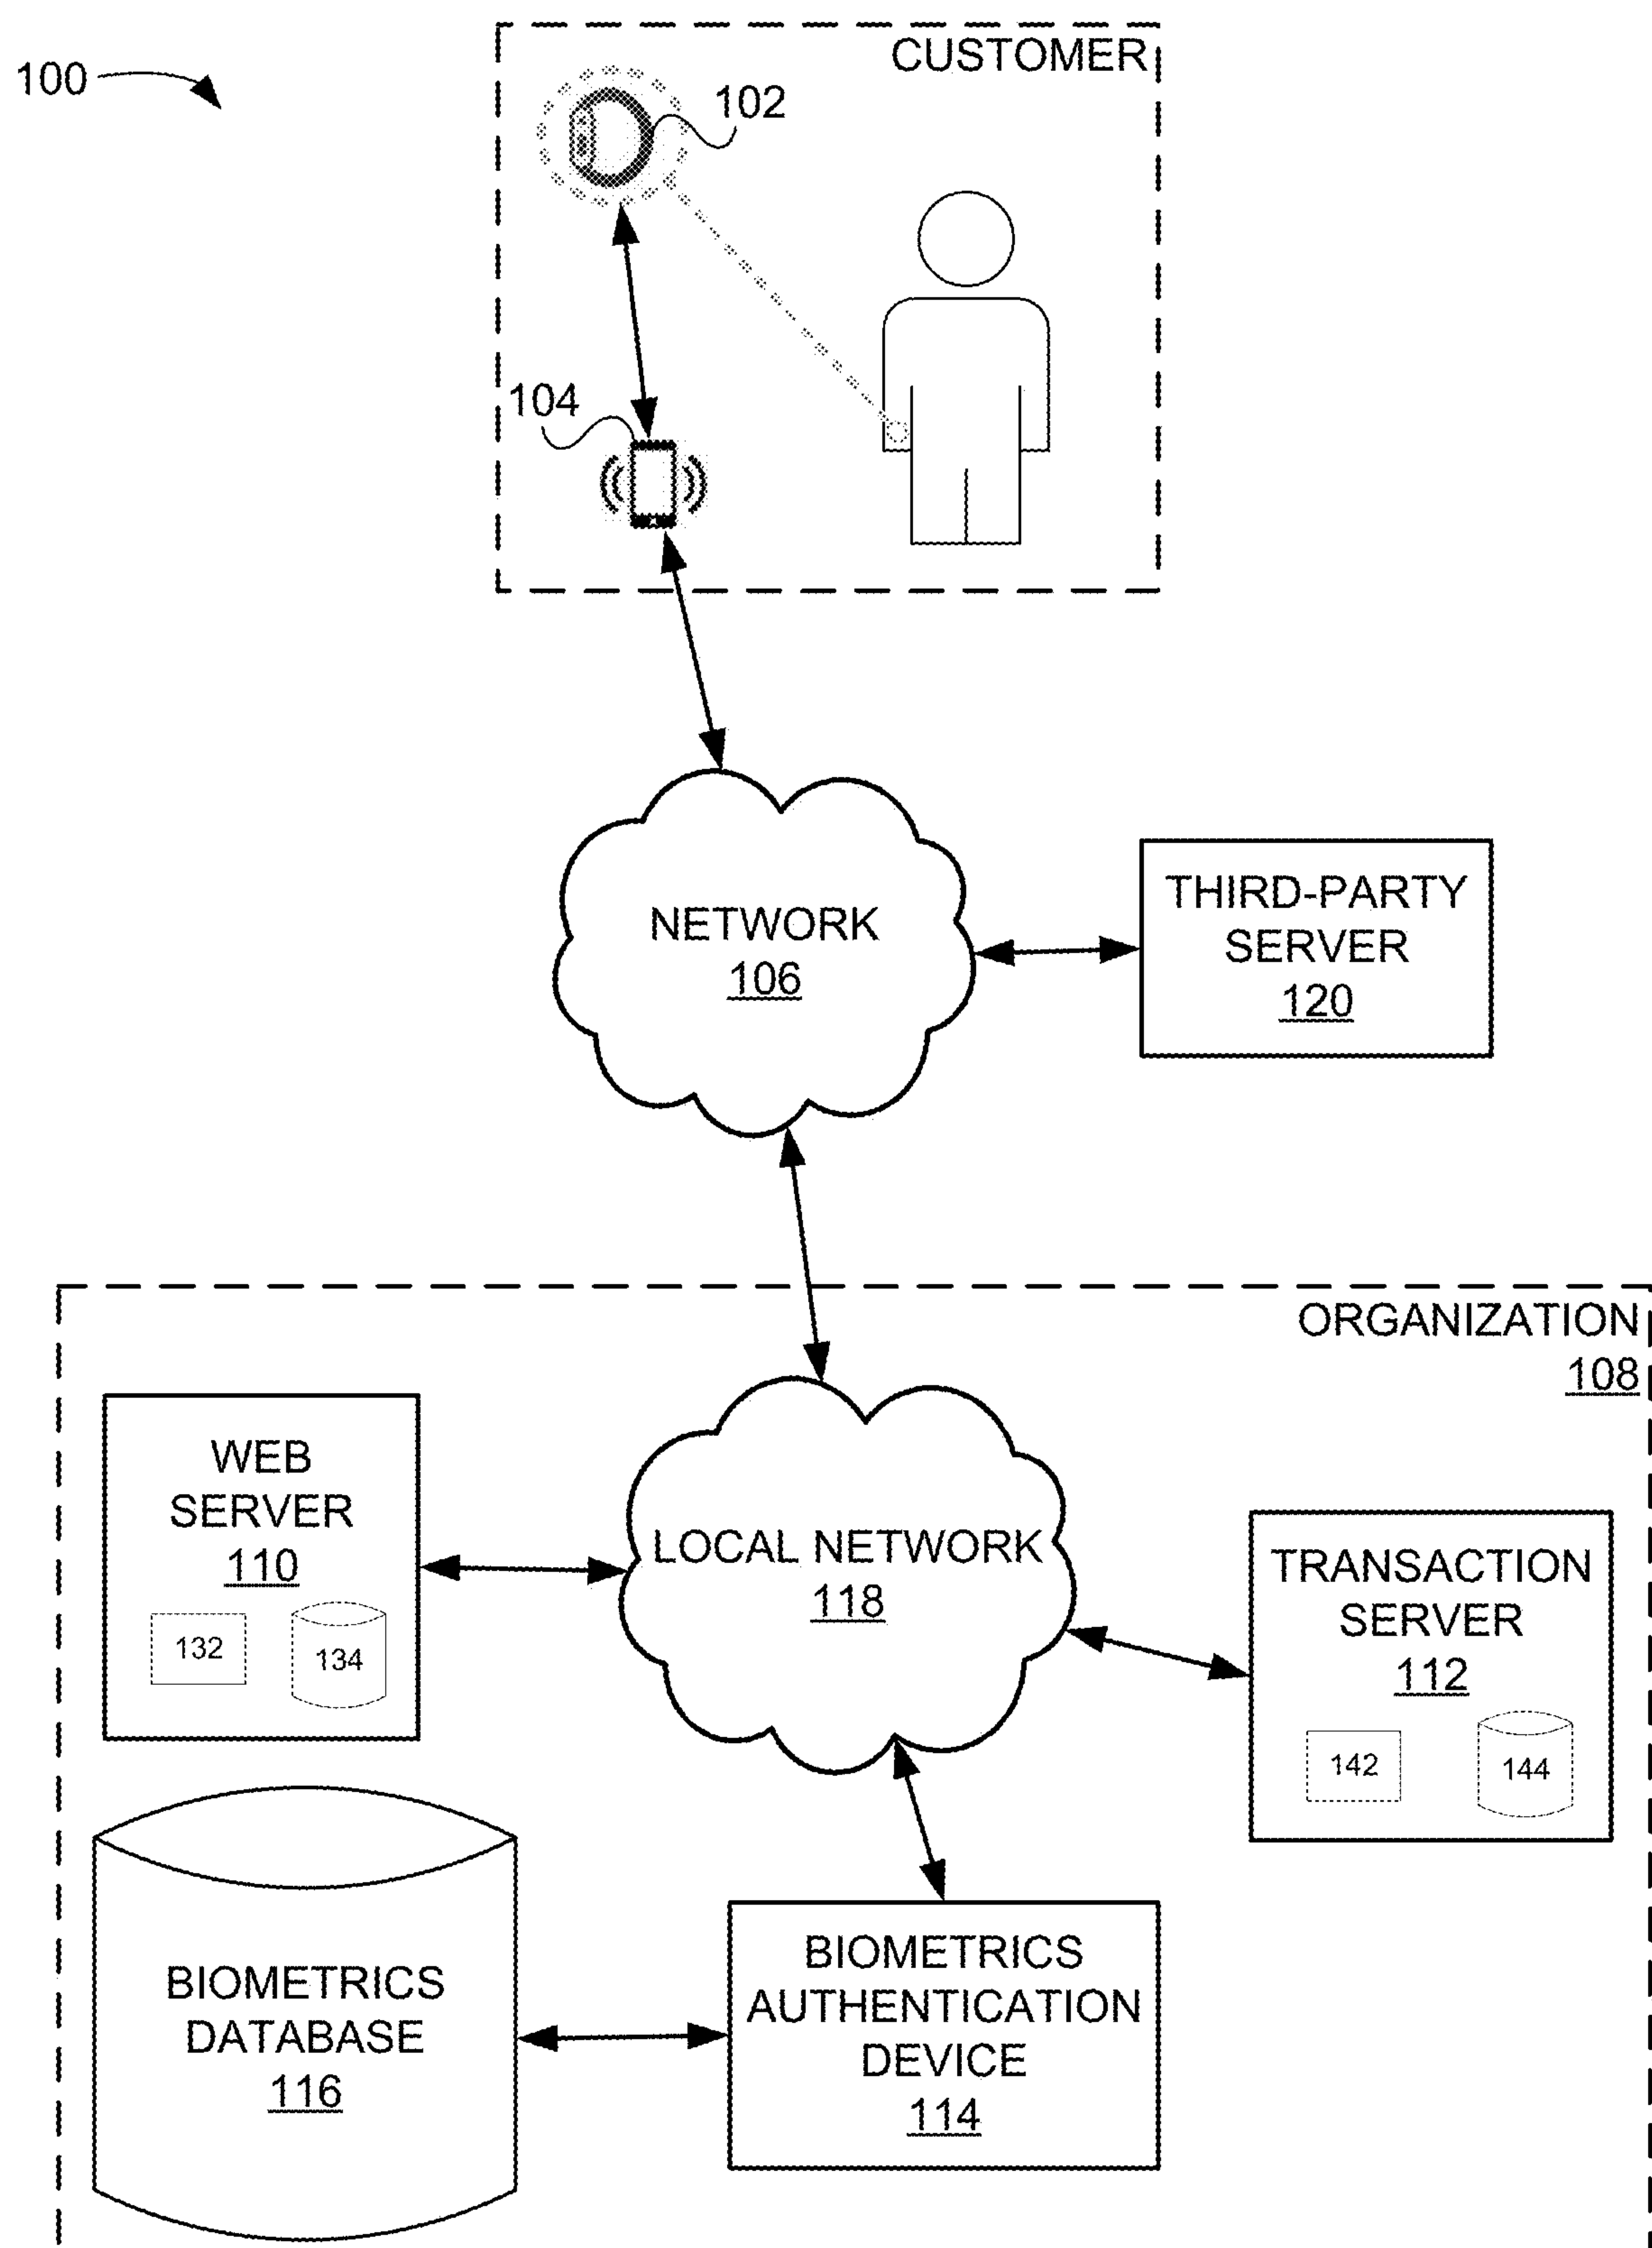 100
CUSTOMER
102
104
NETWORK
106
THIRD-PARTY
SERVER
120
ORGANIZATION
108
WEB
SERVER
110
132
134
LOCAL NETWORK
118
TRANSACTION
SERVER
112
142
144
BIOMETRICS
DATABASE
116
BIOMETRICS
AUTHENTICATION
DEVICE
114